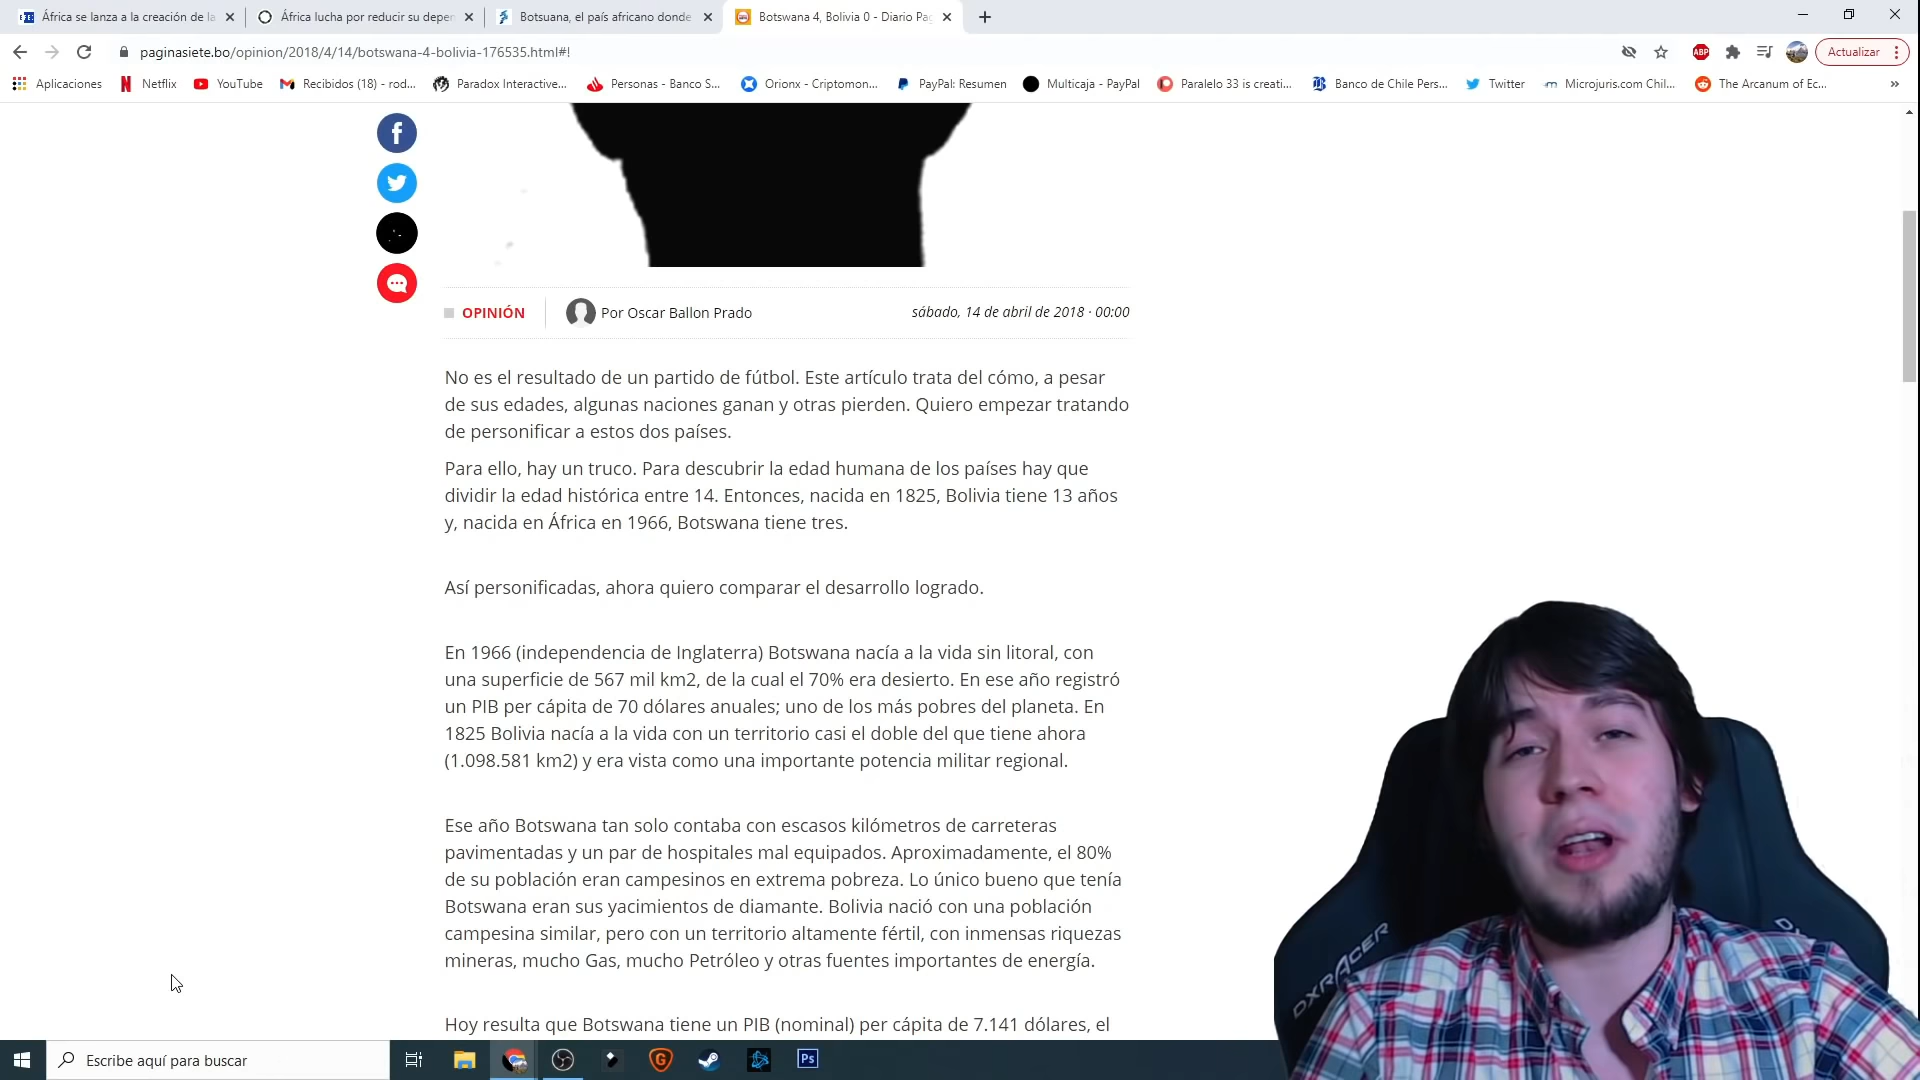 África se lanza a la creación de la
África lucha por reducir su depen
Botsuana, el país africano donde
Botswana 4, Bolivia 0 - Diario Pag
paginasiete.bo/opinion/2018/4/14/botswana-4-bolivia-176535.html#!
ABP
Actualizar
Aplicaciones
Netflix
YouTube
Recibidos (18) - rod...
Paradox Interactive...
Personas - Banco S...
Orionx - Criptomon...
PayPal: Resumen
Multicaja - PayPal
Paralelo 33 is creati...
Banco de Chile Pers...
Twitter
Microjuris.com Chil...
The Arcanum of Ec...
OPINIÓN
Por Oscar Ballon Prado
sábado, 14 de abril de 2018 · 00:00
No es el resultado de un partido de fútbol. Este artículo trata del cómo, a pesar
de sus edades, algunas naciones ganan y otras pierden. Quiero empezar tratando
de personificar a estos dos países.
Para ello, hay un truco. Para descubrir la edad humana de los países hay que
dividir la edad histórica entre 14. Entonces, nacida en 1825, Bolivia tiene 13 años
y, nacida en África en 1966, Botswana tiene tres.
Así personificadas, ahora quiero comparar el desarrollo logrado.
En 1966 (independencia de Inglaterra) Botswana nacía a la vida sin litoral, con
una superficie de 567 mil km2, de la cual el 70% era desierto. En ese año registró
un PIB per cápita de 70 dólares anuales; uno de los más pobres del planeta. En
1825 Bolivia nacía a la vida con un territorio casi el doble del que tiene ahora
(1.098.581 km2) y era vista como una importante potencia militar regional.
Ese año Botswana tan solo contaba con escasos kilómetros de carreteras
pavimentadas y un par de hospitales mal equipados. Aproximadamente, el 80%
de su población eran campesinos en extrema pobreza. Lo único bueno que tenía
Botswana eran sus yacimientos de diamante. Bolivia nació con una población
campesina similar, pero con un territorio altamente fértil, con inmensas riquezas
mineras, mucho Gas, mucho Petróleo y otras fuentes importantes de energía.
Hoy resulta que Botswana tiene un PIB (nominal) per cápita de 7.141 dólares, el
DXRACER
Escribe aquí para buscar
Ps